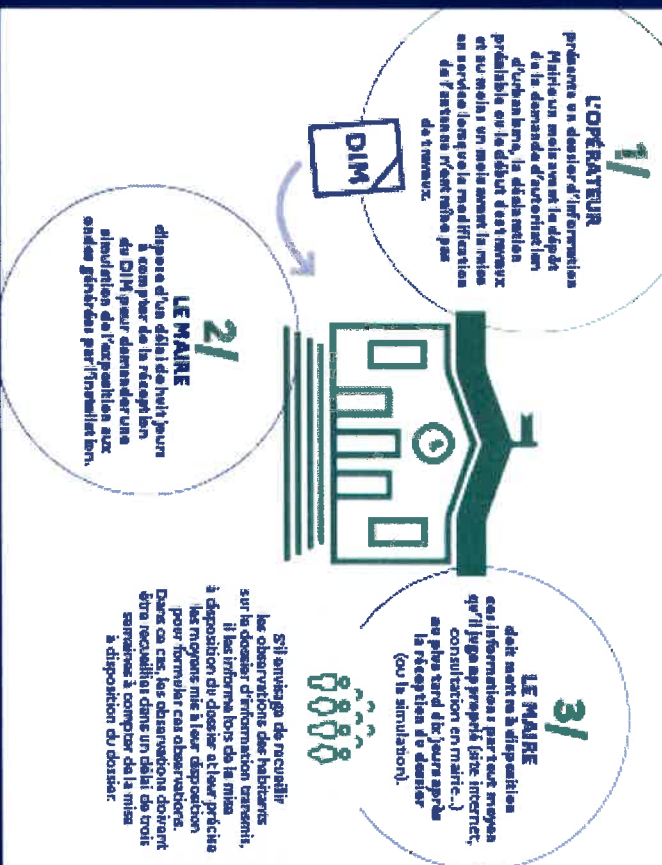 1/
L'OPÉRATEUR
présente un dossier d'information
Mairie un mois avant le dépôt
de la demande d'autorisation
d'urbanisme, la déclaration
préalable ou le début des travaux
et au moins un mois avant la mise
en service lorsque la modification
de l'antenne n'entraîne pas
de travaux.
DIM
2/
LE MAIRE
dispose d'un délai de huit jours
à compter de la réception
du DIM pour demander une
simulation de l'exposition aux
ondes générées par l'installation.
3/
LE MAIRE
doit mettre à disposition
ces informations par tout moyen
qu'il juge approprié (site internet,
consultation en mairie...)
au plus tard dix jours après
la réception du dossier
(ou la simulation).
S'il envisage de recueillir
les observations des habitants
sur le dossier d'information transmis,
il les informe lors de la mise
à disposition du dossier et leur précise
les moyens mis à leur disposition
pour formuler ces observations.
Dans ce cas, les observations doivent
être recueillies dans un délai de trois
semaines à compter de la mise
à disposition du dossier.